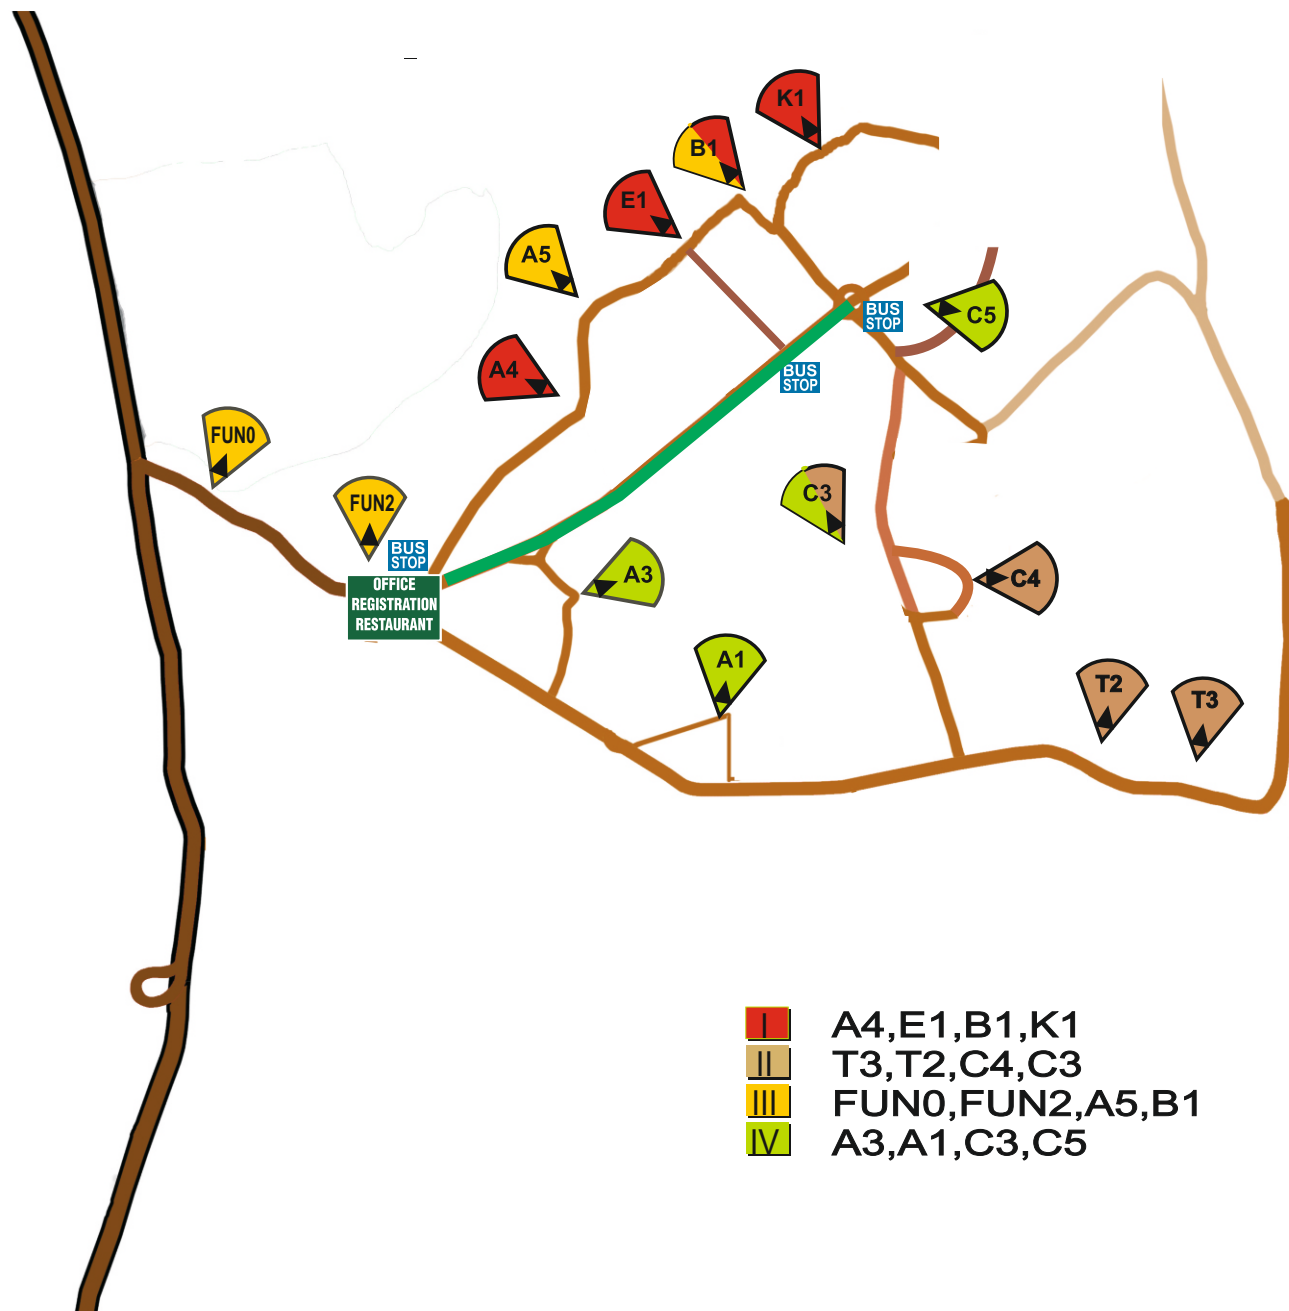 K1
B1
E1
A5
BUS
STOP
C5
A4
BUS
STOP
FUN0
C3
FUN2
BUS
STOP
A3
C4
OFFICE
REGISTRATION
RESTAURANT
A1
T2
T3
I A4,E1,B1,K1
II T3,T2,C4,C3
III FUN0,FUN2,A5,B1
IV A3,A1,C3,C5